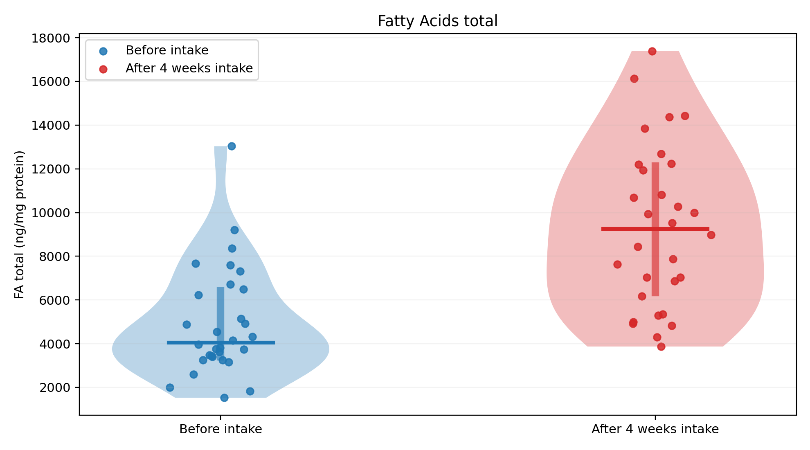 Fatty Acids total
18000
16000
14000
12000
10000
8000
6000
4000
2000
FA total (ng/mg protein)
Before intake
After 4 weeks intake
Before intake
After 4 weeks intake